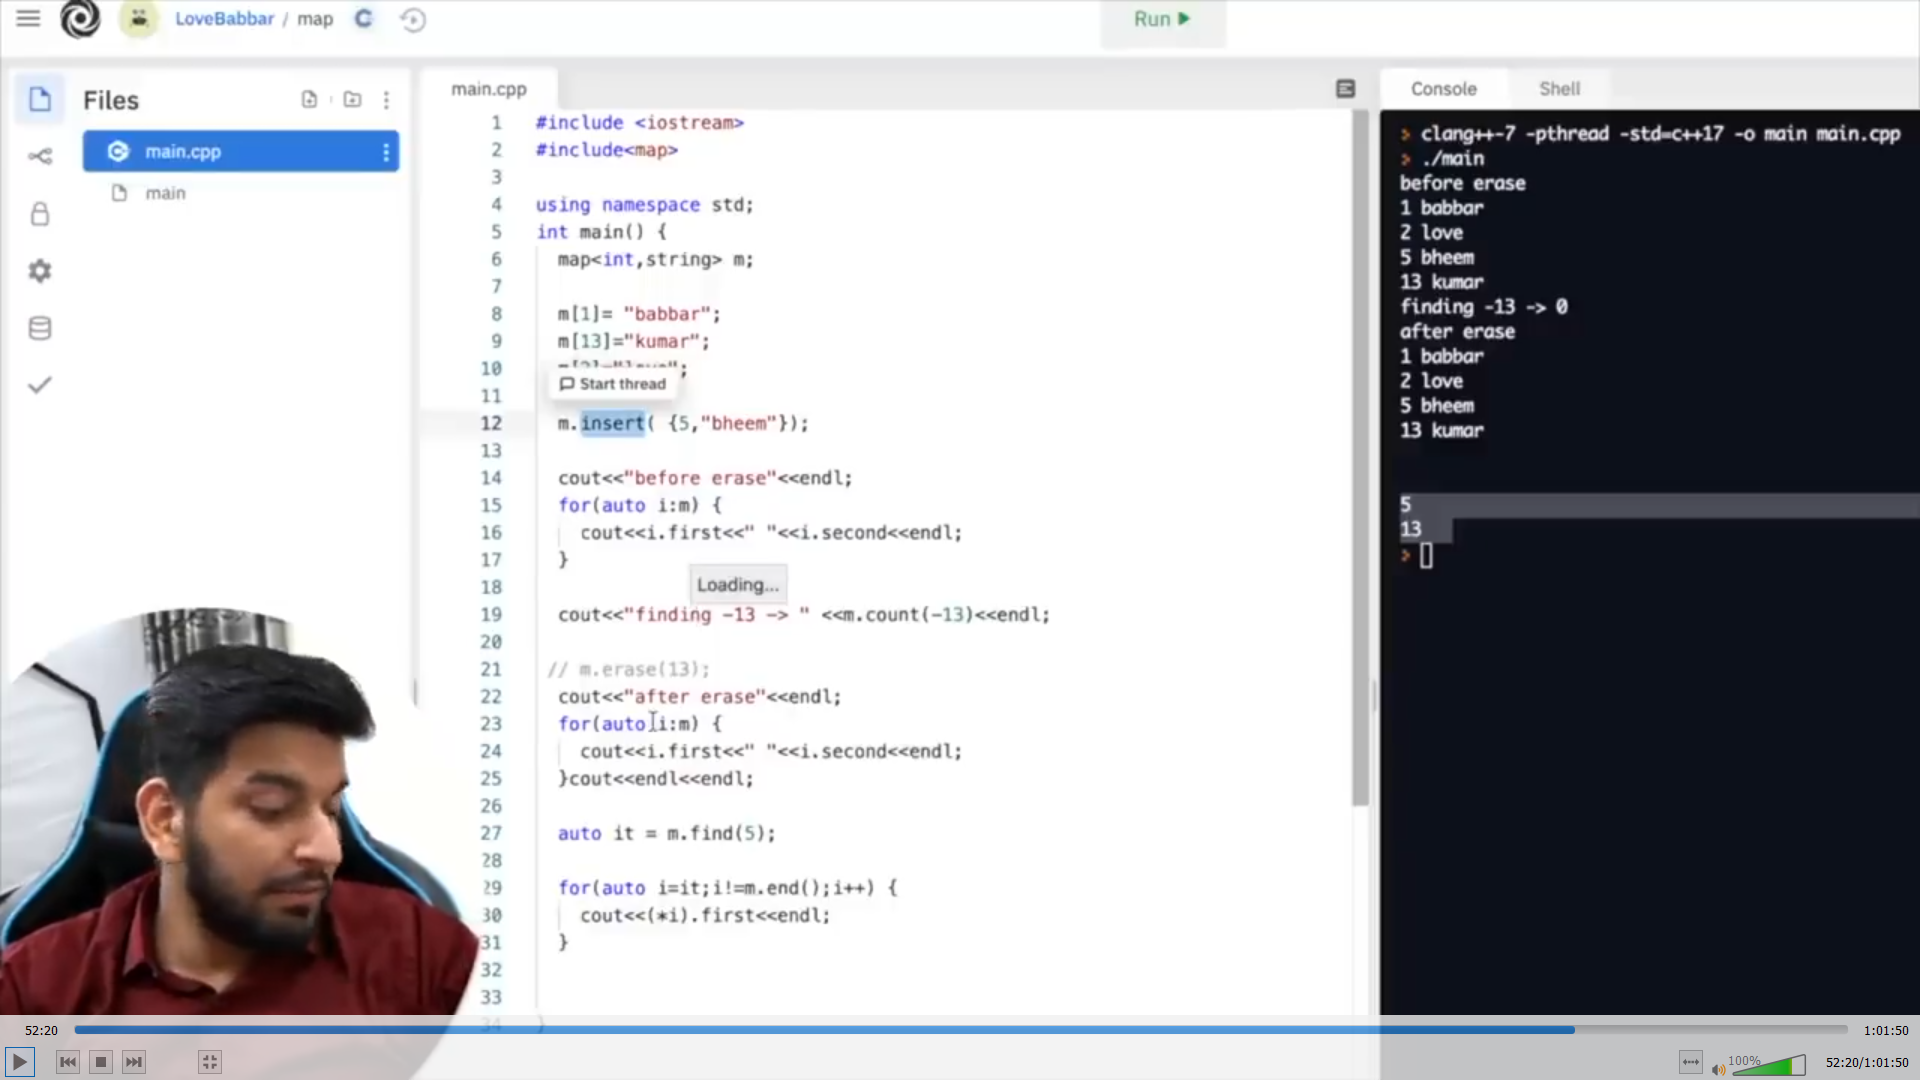 LoveBabbar / map
Run
Files
main.cpp
main
main.cpp
1 #include <iostream>
2 #include<map>
3
4 using namespace std;
5 int main() {
6 map<int,string> m;
7
8 m[1]= "babbar";
9 m[13]="kumar";
10 m[2]="love";
Start thread
11
12 m.insert( {5,"bheem"});
13
14 cout<<"before erase"<<endl;
15 for(auto i:m) {
16 cout<<i.first<<" "<<i.second<<endl;
17 }
Loading...
18
19 cout<<"finding -13 -> " <<m.count(-13)<<endl;
20
21 // m.erase(13);
22 cout<<"after erase"<<endl;
23 for(auto i:m) {
24 cout<<i.first<<" "<<i.second<<endl;
25 }cout<<endl<<endl;
26
27 auto it = m.find(5);
28
29 for(auto i=it;i!=m.end();i++) {
30 cout<<(*i).first<<endl;
31 }
32
33
34 }
Console Shell
> clang++-7 -pthread -std=c++17 -o main main.cpp
> ./main
before erase
1 babbar
2 love
5 bheem
13 kumar
finding -13 -> 0
after erase
1 babbar
2 love
5 bheem
13 kumar
5
13
>
52:20 1:01:50
100% 52:20/1:01:50